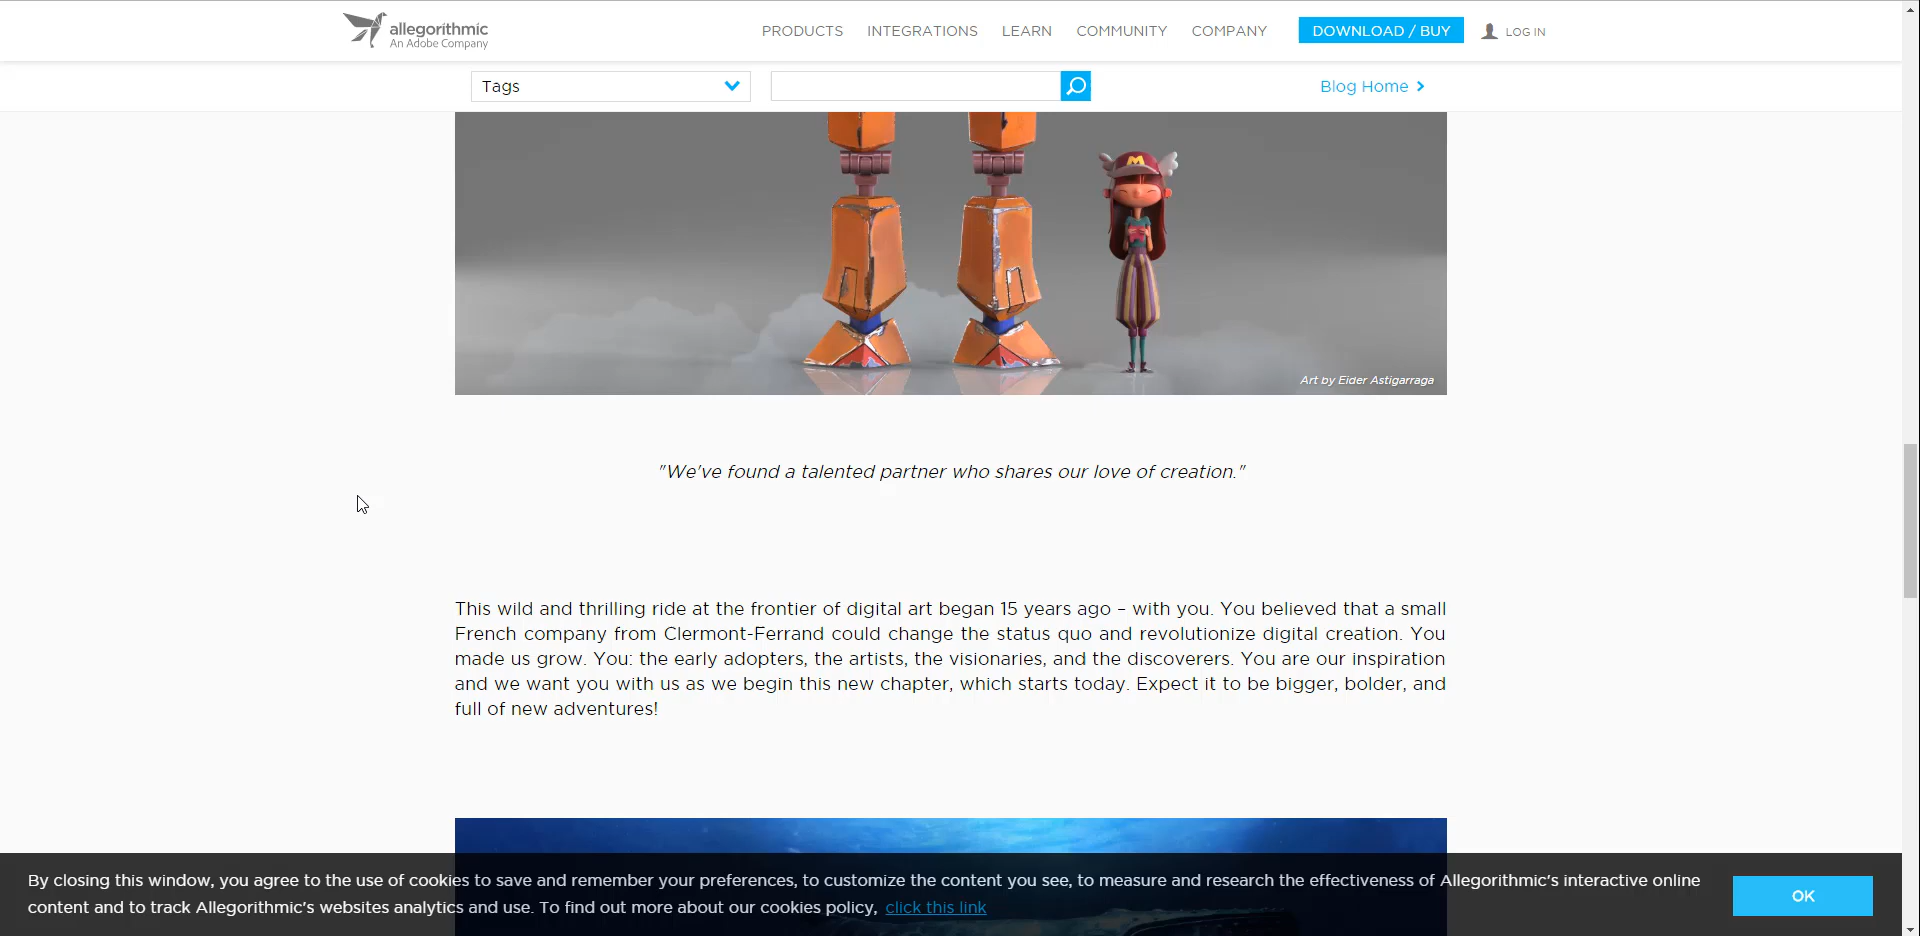 allegorithmic
An Adobe Company
PRODUCTS INTEGRATIONS LEARN COMMUNITY COMPANY DOWNLOAD / BUY LOG IN
Tags Blog Home
M
Art by Eider Astigarraga
"We've found a talented partner who shares our love of creation."
This wild and thrilling ride at the frontier of digital art began 15 years ago – with you. You believed that a small
French company from Clermont-Ferrand could change the status quo and revolutionize digital creation. You
made us grow. You: the early adopters, the artists, the visionaries, and the discoverers. You are our inspiration
and we want you with us as we begin this new chapter, which starts today. Expect it to be bigger, bolder, and
full of new adventures!
By closing this window, you agree to the use of cookies to save and remember your preferences, to customize the content you see, to measure and research the effectiveness of Allegorithmic's interactive online
content and to track Allegorithmic's websites analytics and use. To find out more about our cookies policy, click this link
OK